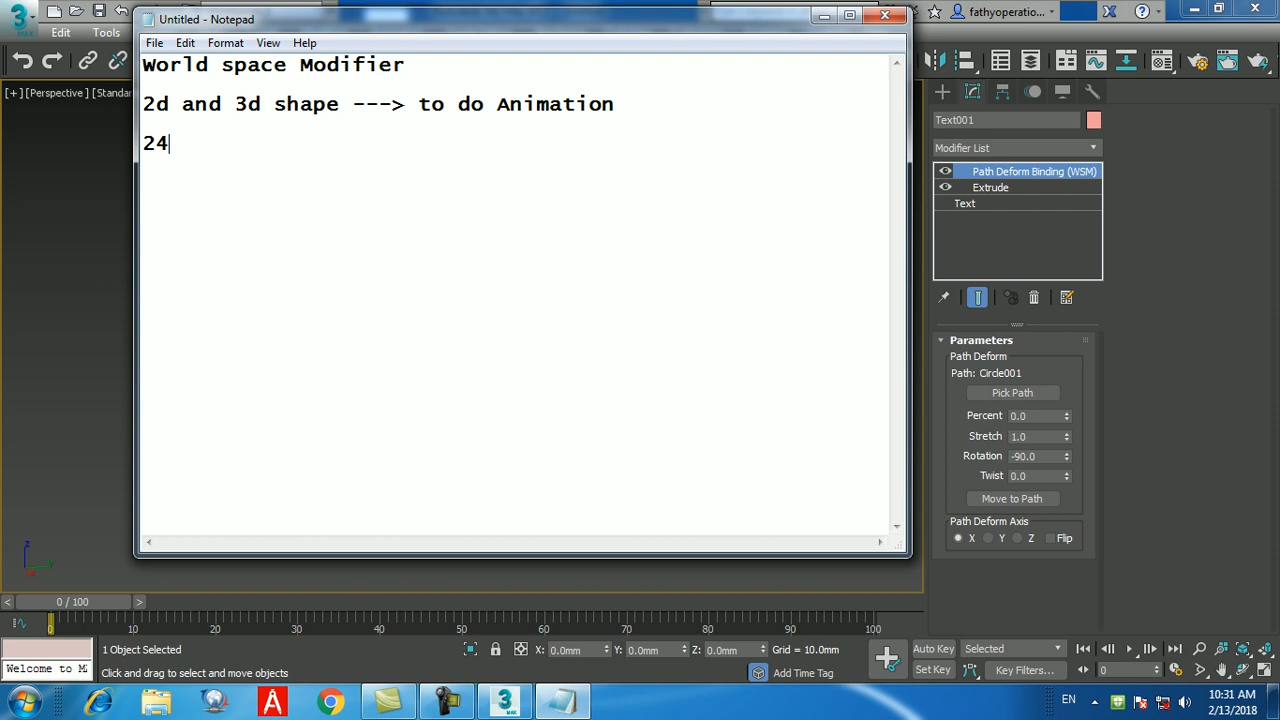 Untitled - Notepad
fathyoperation...
File Edit Format View Help
Edit Tools
World space Modifier
2d and 3d shape ---> to do Animation
24
[+] [Perspective ] [Standar
Text001
Modifier List
Path Deform Binding (WSM)
Extrude
Text
Parameters
Path Deform
Path: Circle001
Pick Path
Percent 0.0
Stretch 1.0
Rotation -90.0
Twist 0.0
Move to Path
Path Deform Axis
X Y Z Flip
z
y
x
< 0 / 100 >
0 10 20 30 40 50 60 70 80 90 100
1 Object Selected X: 0.0mm Y: 0.0mm Z: 0.0mm Grid = 10.0mm Auto Key Selected
Welcome to M Click and drag to select and move objects Add Time Tag Set Key Key Filters... 0
EN 10:31 AM
2/13/2018